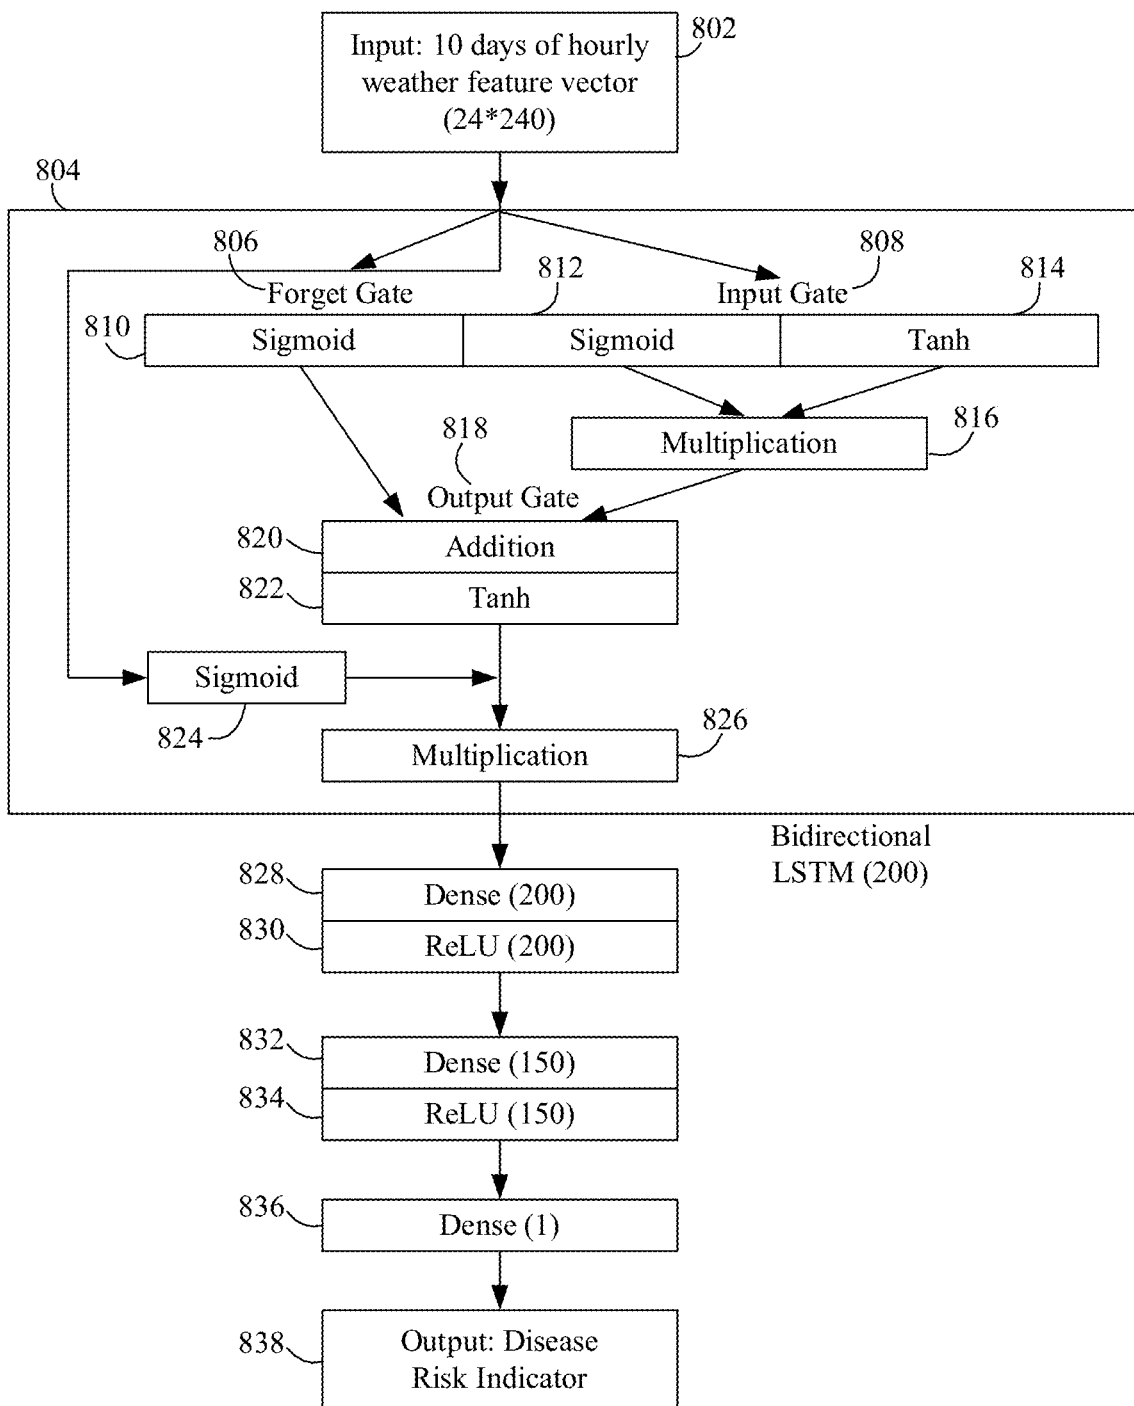 Input: 10 days of hourly
weather feature vector
(24*240)
802
804
806
808
Forget Gate
812
Input Gate
814
810
Sigmoid
Sigmoid
Tanh
Multiplication
816
818
Output Gate
820
Addition
822
Tanh
Sigmoid
824
Multiplication
826
Bidirectional
LSTM (200)
828
Dense (200)
830
ReLU (200)
832
Dense (150)
834
ReLU (150)
836
Dense (1)
838
Output: Disease
Risk Indicator